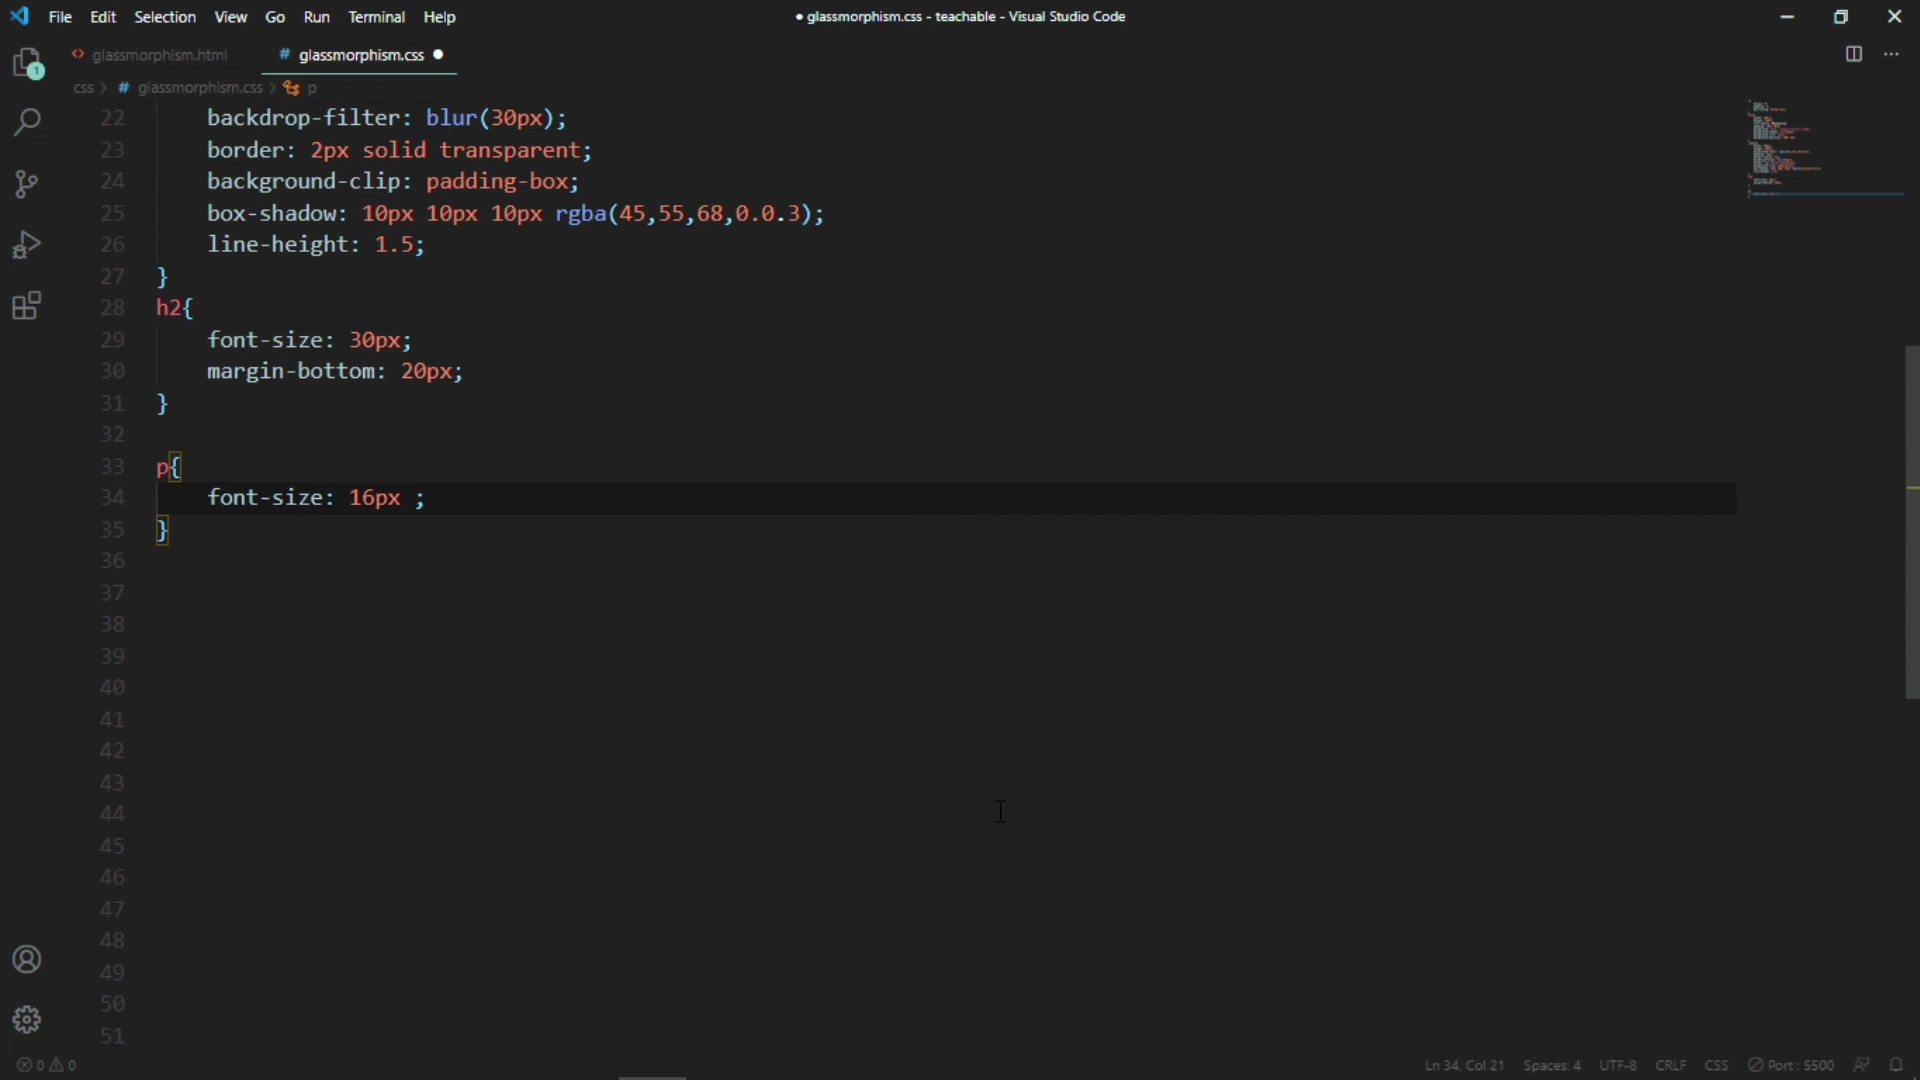 File Edit Selection View Go Run Terminal Help
● glassmorphism.css - teachable - Visual Studio Code
1
<> glassmorphism.html # glassmorphism.css ●
css > # glassmorphism.css > p
22 backdrop-filter: blur(30px);
23 border: 2px solid transparent;
24 background-clip: padding-box;
25 box-shadow: 10px 10px 10px rgba(45,55,68,0.0.3);
26 line-height: 1.5;
27 }
28 h2{
29 font-size: 30px;
30 margin-bottom: 20px;
31 }
32
33 p{
34 font-size: 16px ;
35 }
36
37
38
39
40
41
42
43
44
45
46
47
48
49
50
51
0 0 Ln 34, Col 21 Spaces: 4 UTF-8 CRLF CSS Port : 5500